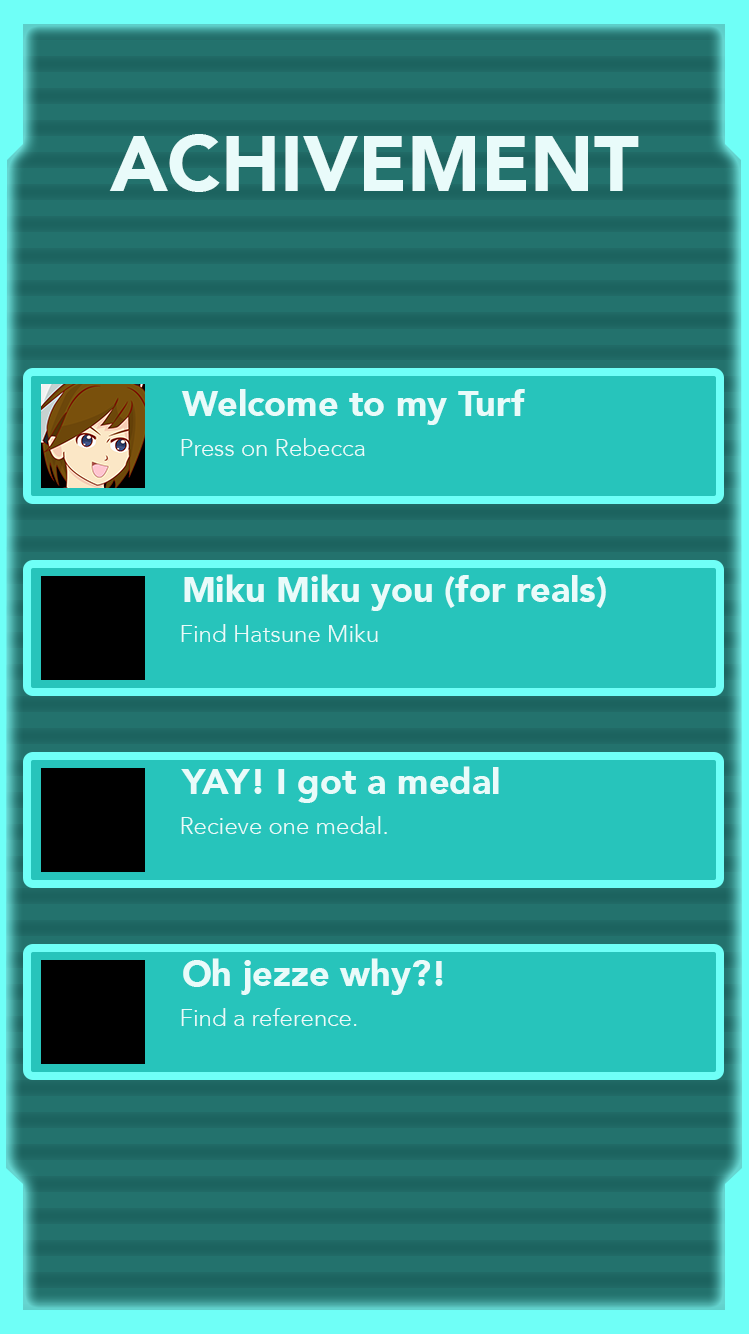 ACHIVEMENT
Welcome to my Turf
Press on Rebecca
Miku Miku you (for reals)
Find Hatsune Miku
YAY! I got a medal
Recieve one medal.
Oh jezze why?!
Find a reference.